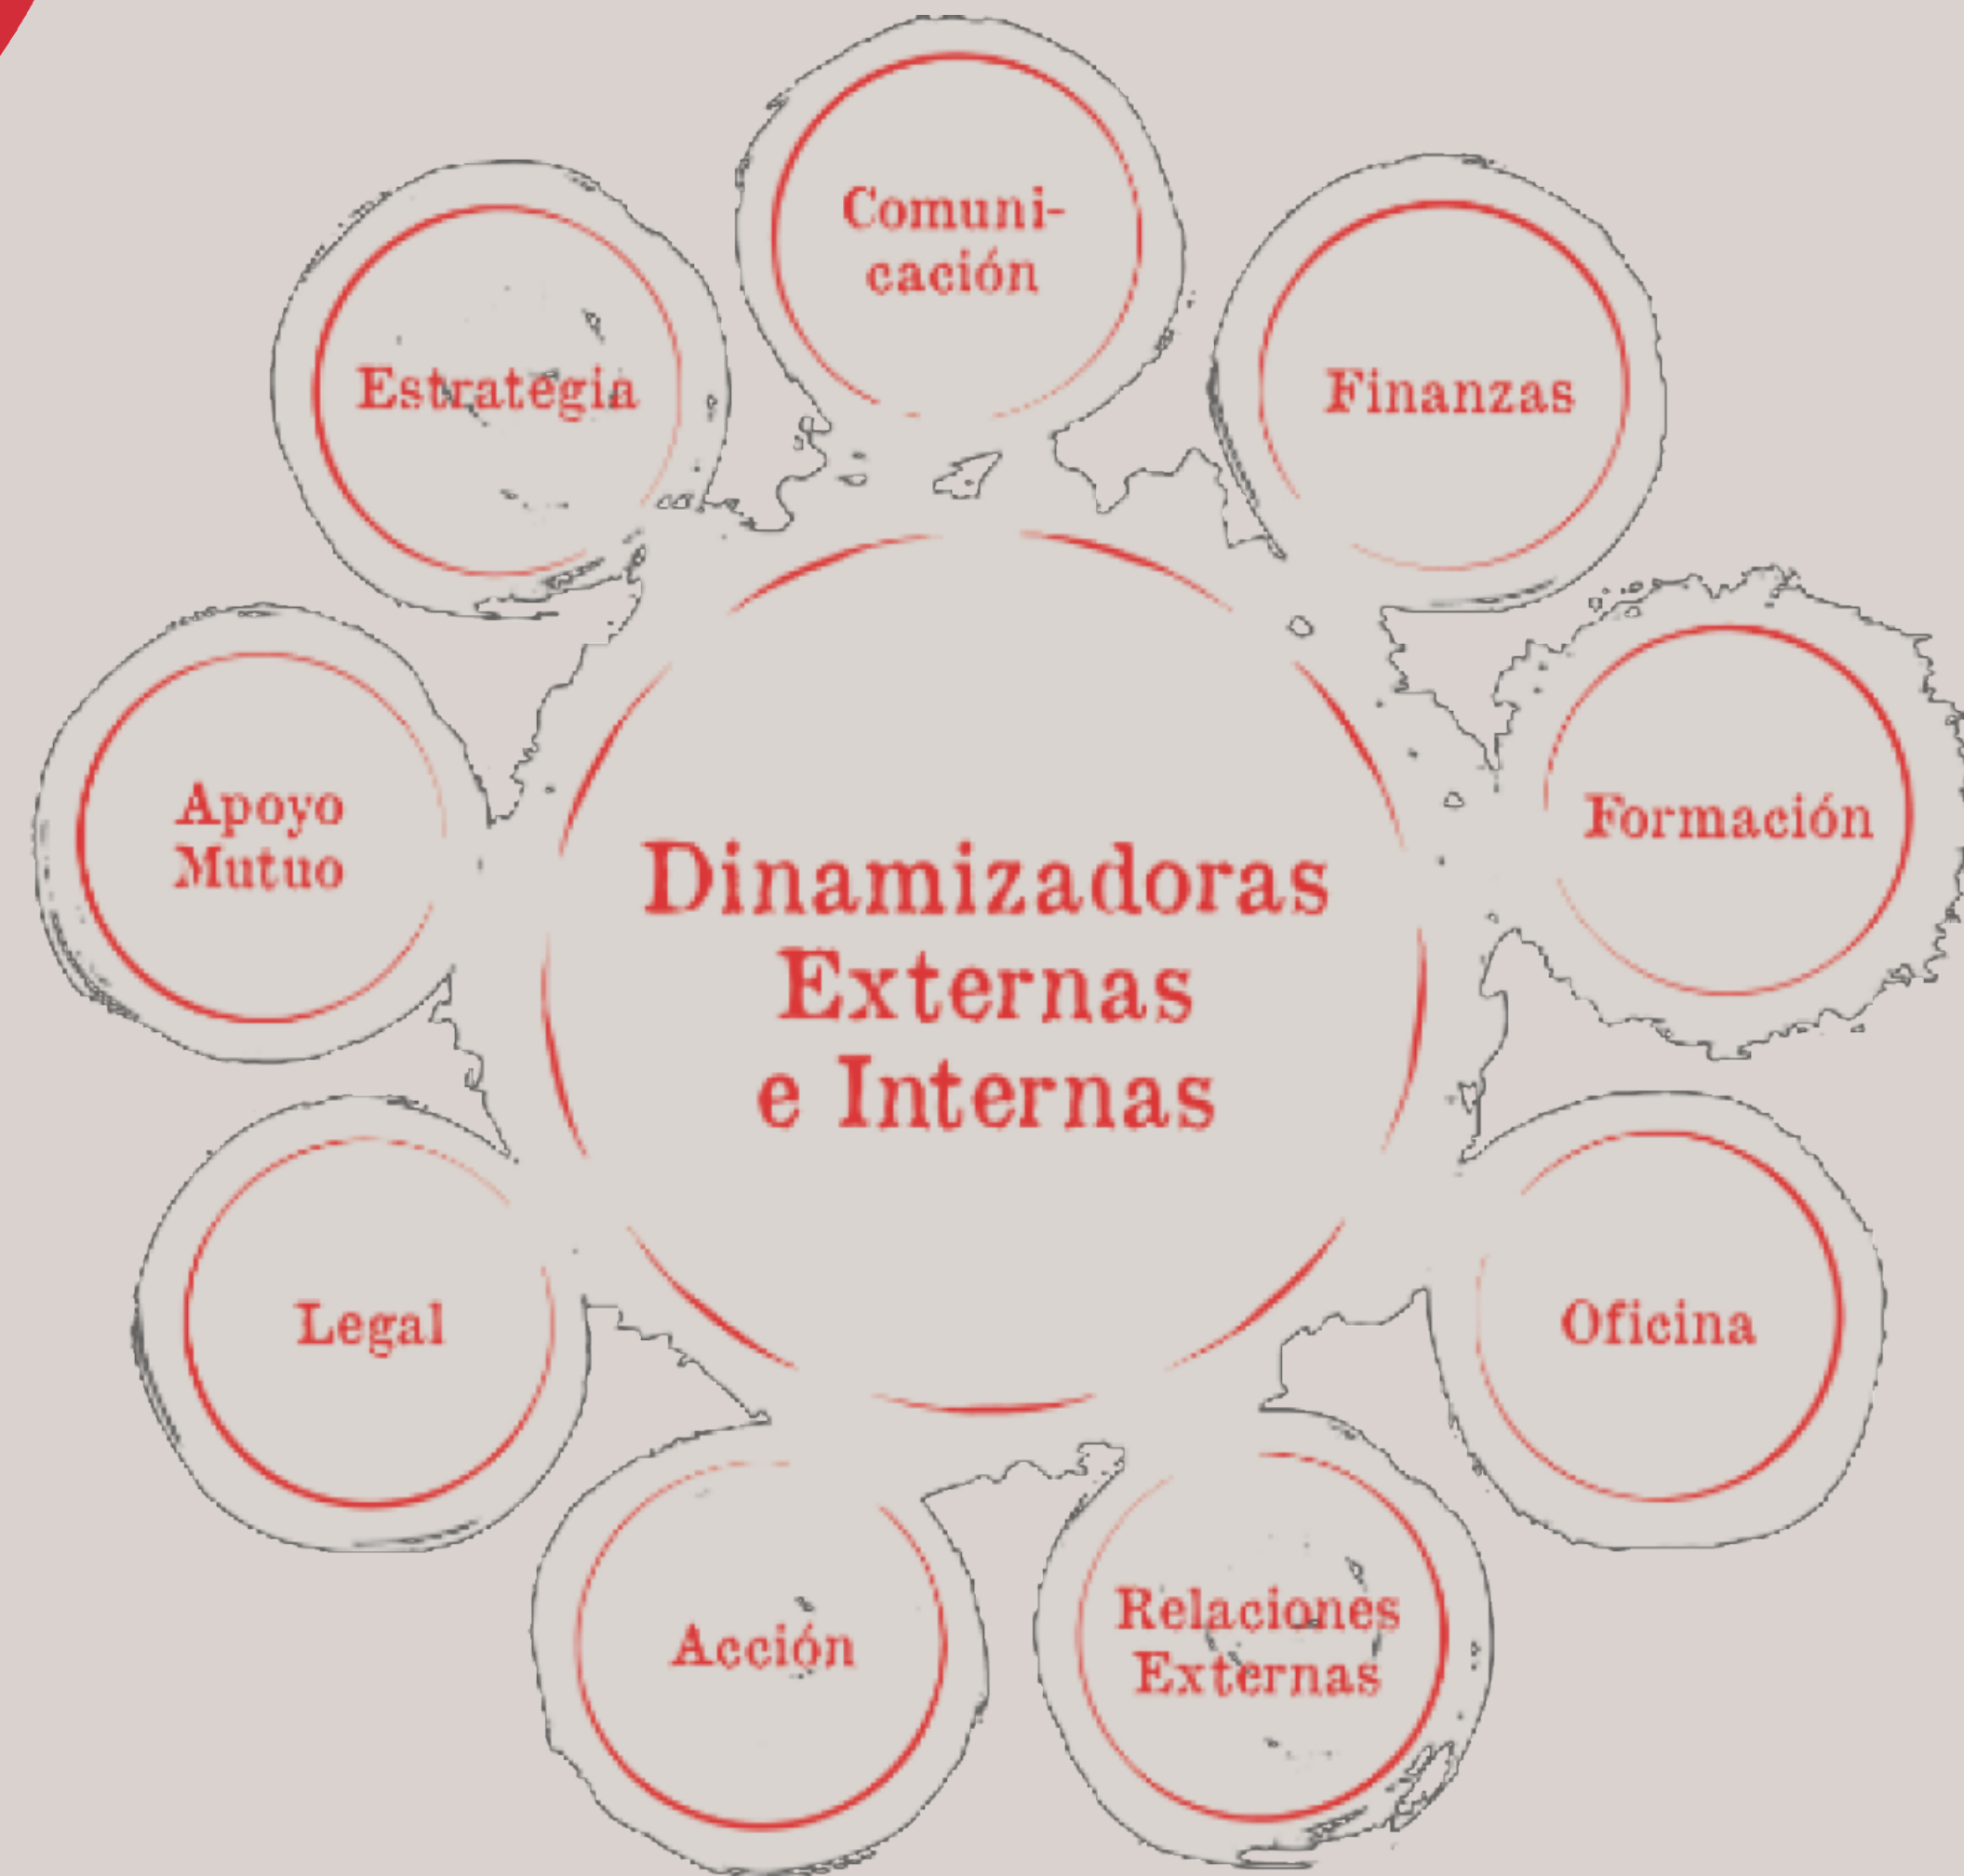 Comuni-
cación
Estrategia
Finanzas
Apoyo
Mutuo
Formación
Dinamizadoras
Externas
e Internas
Legal
Oficina
Acción
Relaciones
Externas